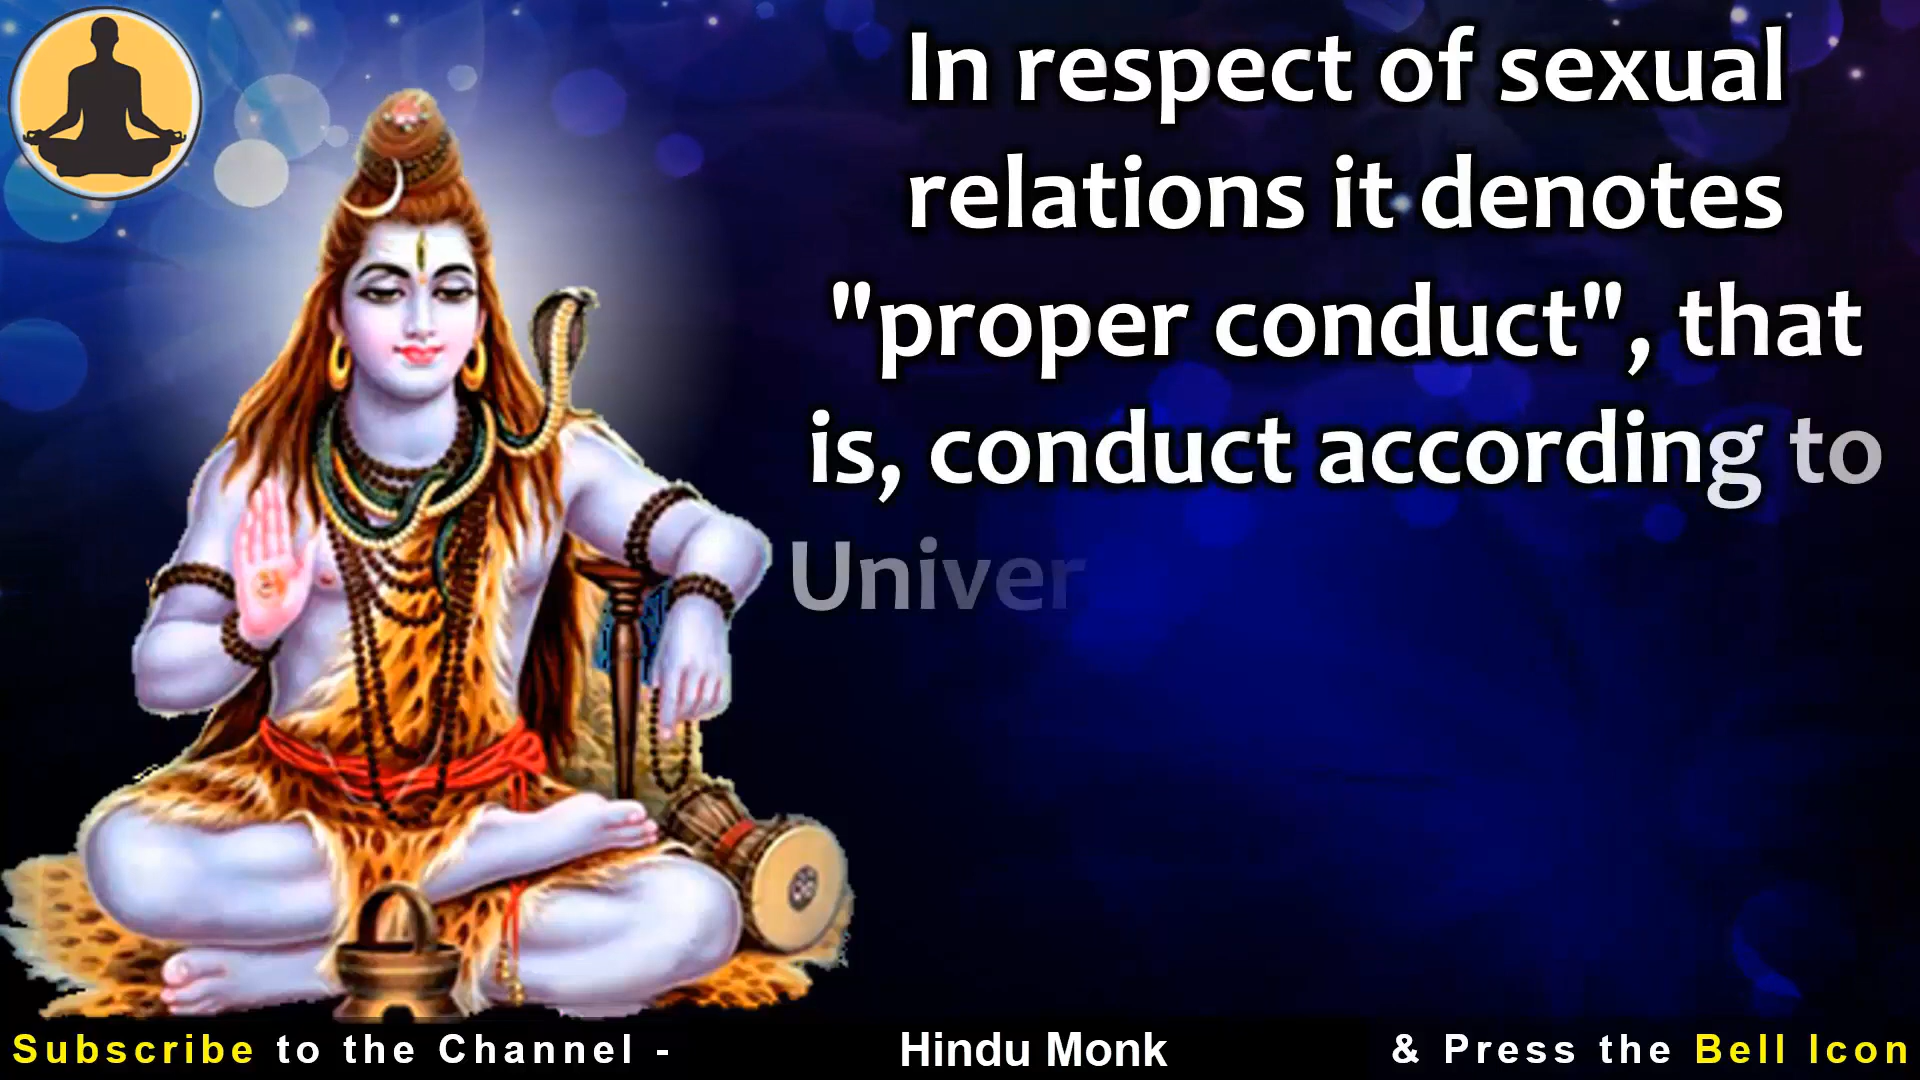 In respect of sexual
relations it denotes
"proper conduct", that
is, conduct according to
Univer
Subscribe to the Channel - Hindu Monk & Press the Bell Icon